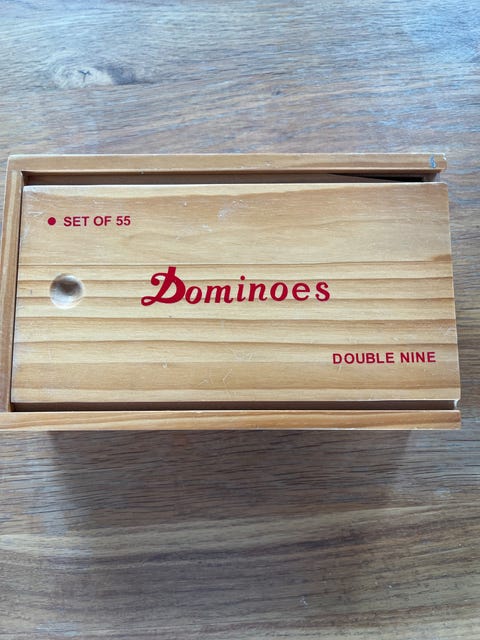 SET OF 55
Dominoes
DOUBLE NINE